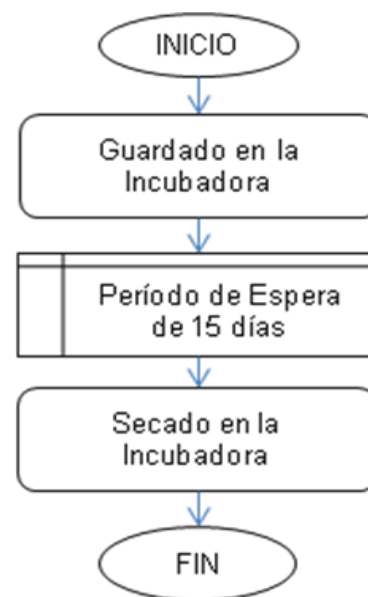 INICIO
Guardado en la
Incubadora
Período de Espera
de 15 días
Secado en la
Incubadora
FIN